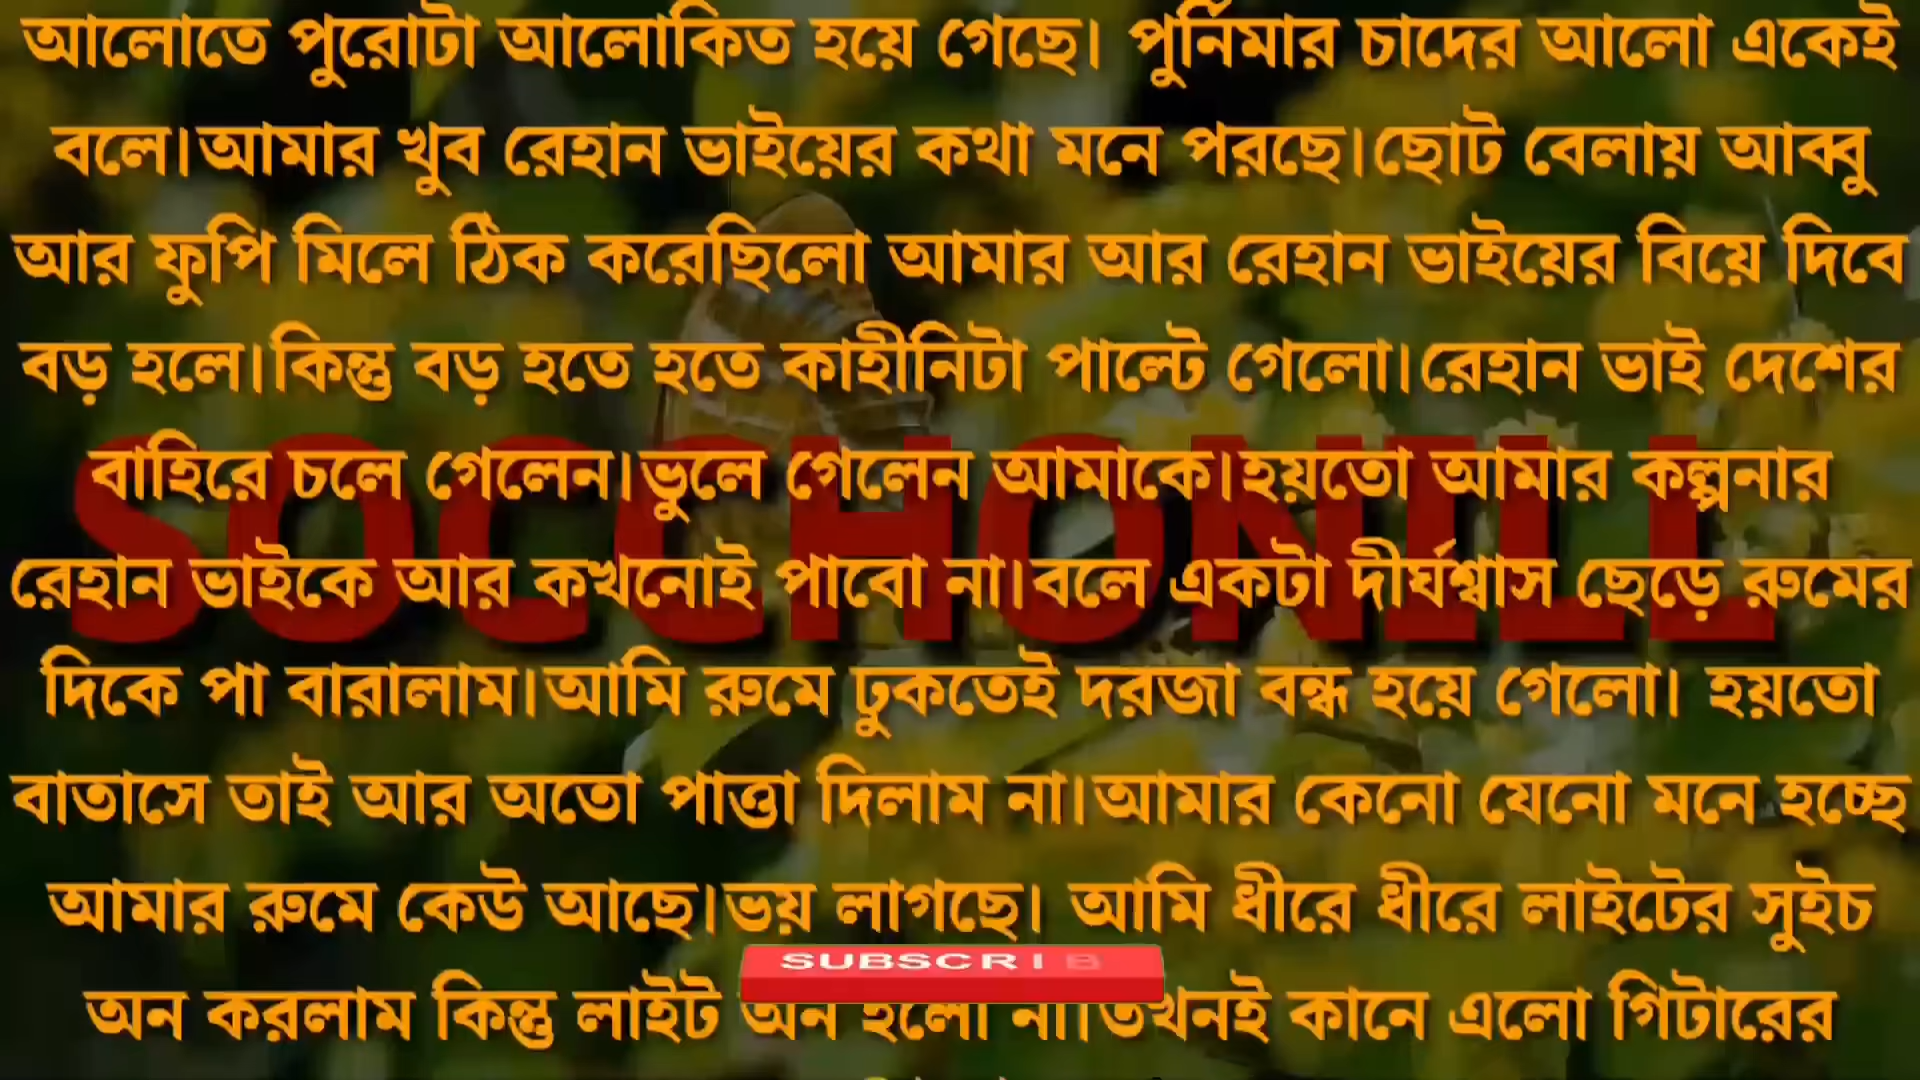 আলোতে পুরোটা আলোকিত হয়ে গেছে। পুর্নিমার চাদের আলো একেই
বলে।আমার খুব রেহান ভাইয়ের কথা মনে পরছে।ছোট বেলায় আব্বু
আর ফুপি মিলে ঠিক করেছিলো আমার আর রেহান ভাইয়ের বিয়ে দিবে
বড় হলে।কিন্তু বড় হতে হতে কাহীনিটা পাল্টে গেলো।রেহান ভাই দেশের
বাহিরে চলে গেলেন।ভুলে গেলেন আমাকে।হয়তো আমার কল্পনার
SOCCHONILL
রেহান ভাইকে আর কখনোই পাবো না।বলে একটা দীর্ঘশ্বাস ছেড়ে রুমের
দিকে পা বারালাম।আমি রুমে ঢুকতেই দরজা বন্ধ হয়ে গেলো। হয়তো
বাতাসে তাই আর অতো পাত্তা দিলাম না।আমার কেনো যেনো মনে হচ্ছে
আমার রুমে কেউ আছে।ভয় লাগছে। আমি ধীরে ধীরে লাইটের সুইচ
SUBSCRIB
অন করলাম কিন্তু লাইট অন হলো না।তখনই কানে এলো গিটারের